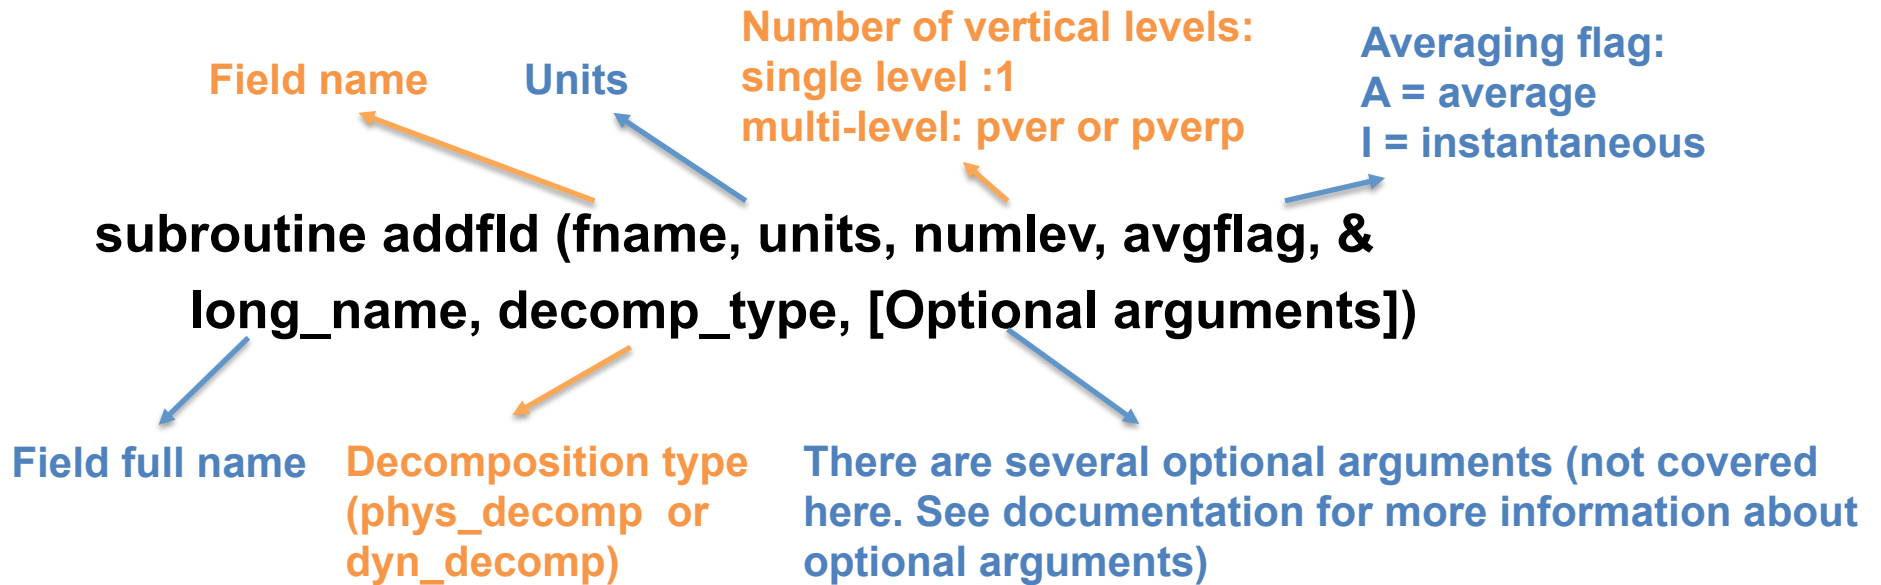 Number of vertical levels:
single level :1
multi-level: pver or pverp
Averaging flag:
A = average
I = instantaneous
Field name
Units
subroutine addfld (fname, units, numlev, avgflag, &
long_name, decomp_type, [Optional arguments])
Field full name
Decomposition type
(phys_decomp or
dyn_decomp)
There are several optional arguments (not covered
here. See documentation for more information about
optional arguments)